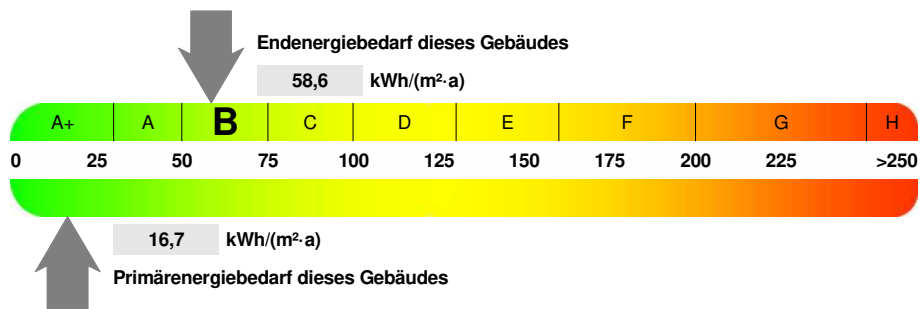 Endenergiebedarf dieses Gebäudes
58,6 kWh/(m²·a)
A+ A B C D E F G H
0 25 50 75 100 125 150 175 200 225 >250
16,7 kWh/(m²·a)
Primärenergiebedarf dieses Gebäudes